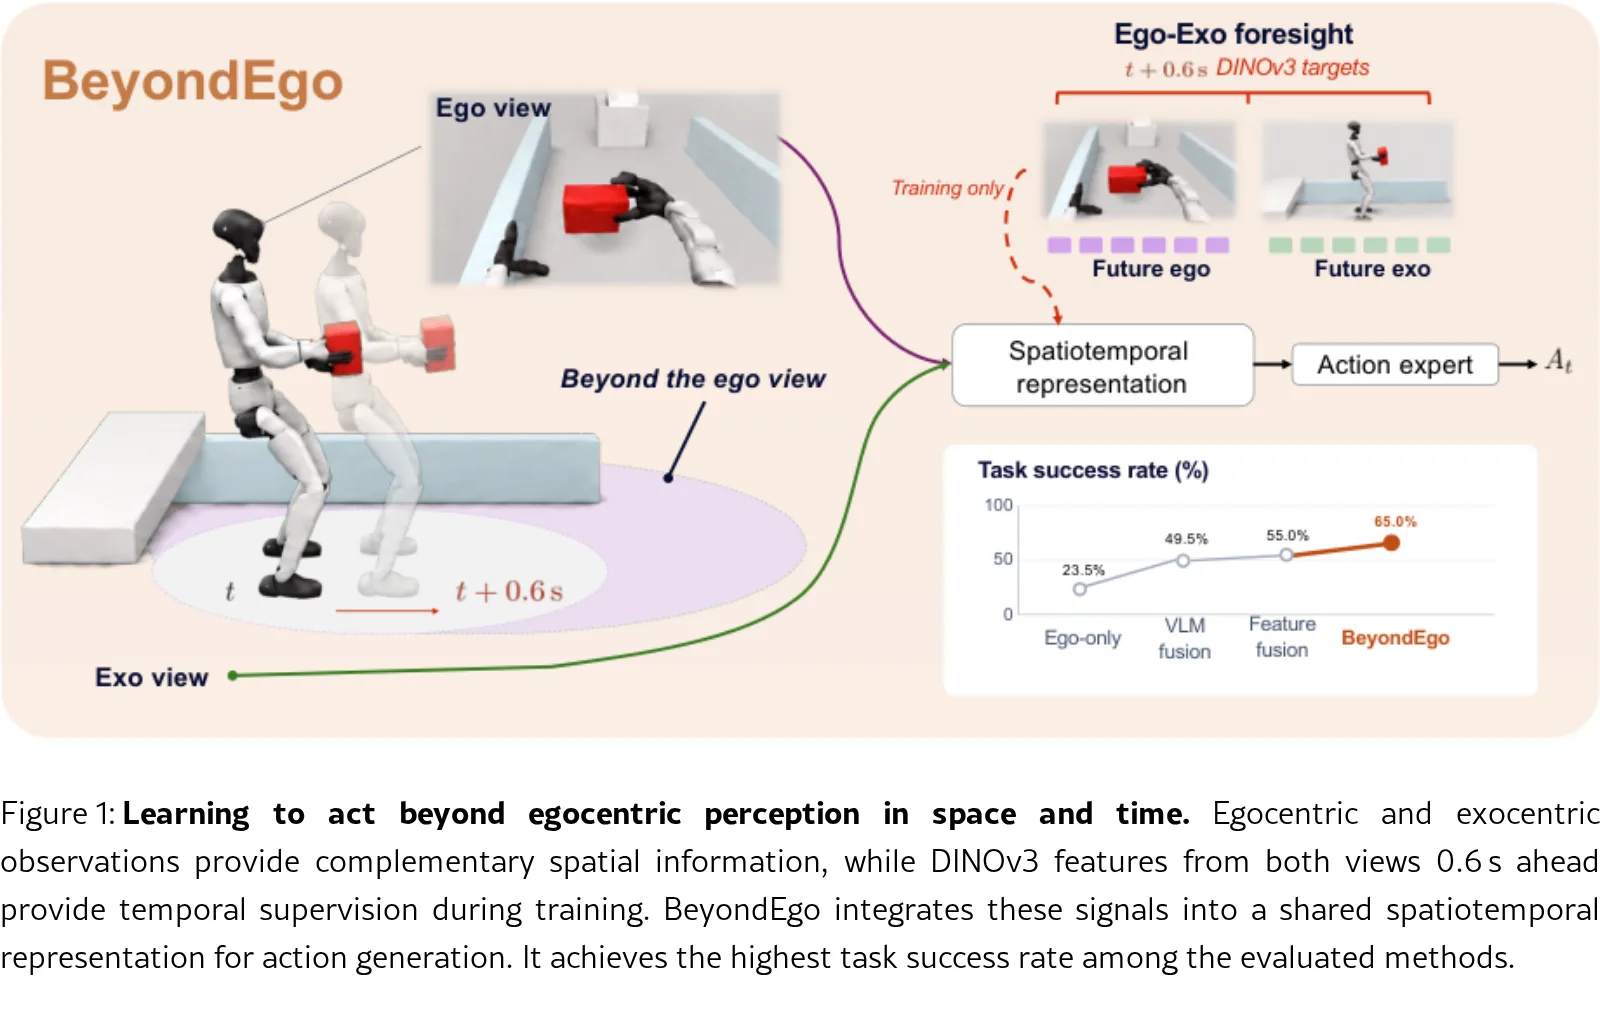 BeyondEgo
Ego view
Ego-Exo foresight
t + 0.6 s DINOv3 targets
Training only
Future ego
Future exo
Beyond the ego view
Spatiotemporal
representation
Action expert
A_t
t
t + 0.6 s
Exo view
Task success rate (%)
100
50
0
23.5%
49.5%
55.0%
65.0%
Ego-only
VLM
fusion
Feature
fusion
BeyondEgo
Figure 1: Learning to act beyond egocentric perception in space and time. Egocentric and exocentric
observations provide complementary spatial information, while DINOv3 features from both views 0.6 s ahead
provide temporal supervision during training. BeyondEgo integrates these signals into a shared spatiotemporal
representation for action generation. It achieves the highest task success rate among the evaluated methods.